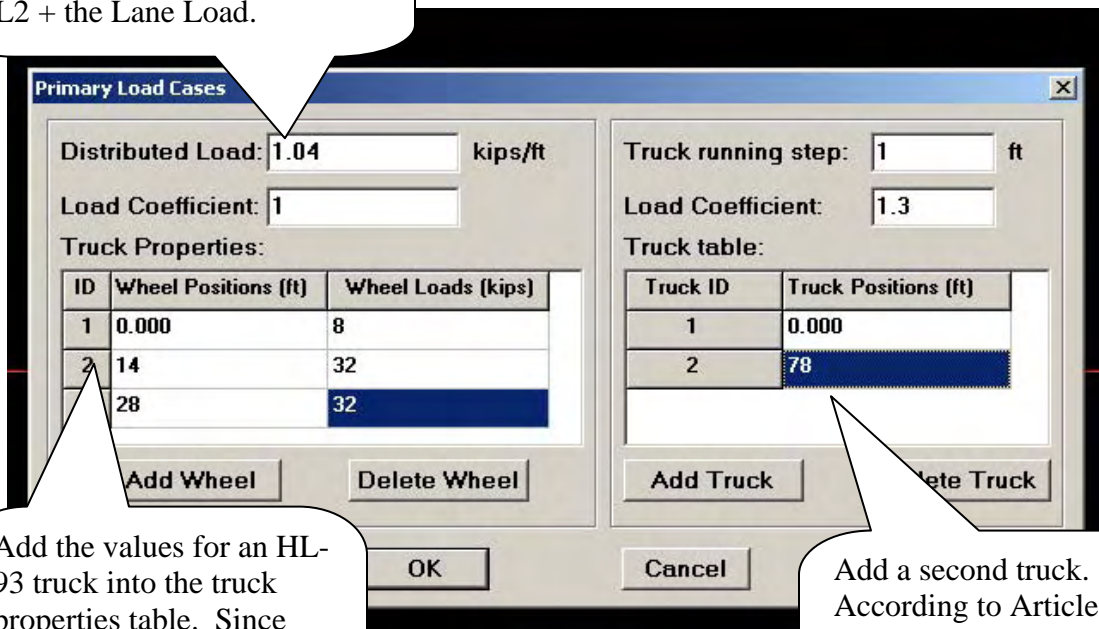 L2 + the Lane Load.
Primary Load Cases
Distributed Load: 1.04 kips/ft
Load Coefficient: 1
Truck Properties:
ID Wheel Positions (ft) Wheel Loads (kips)
1 0.000 8
2 14 32
28 32
Add Wheel Delete Wheel
Truck running step: 1 ft
Load Coefficient: 1.3
Truck table:
Truck ID Truck Positions (ft)
1 0.000
2 78
Add Truck ete Truck
OK Cancel
Add the values for an HL-
93 truck into the truck
properties table. Since
Add a second truck.
According to Article